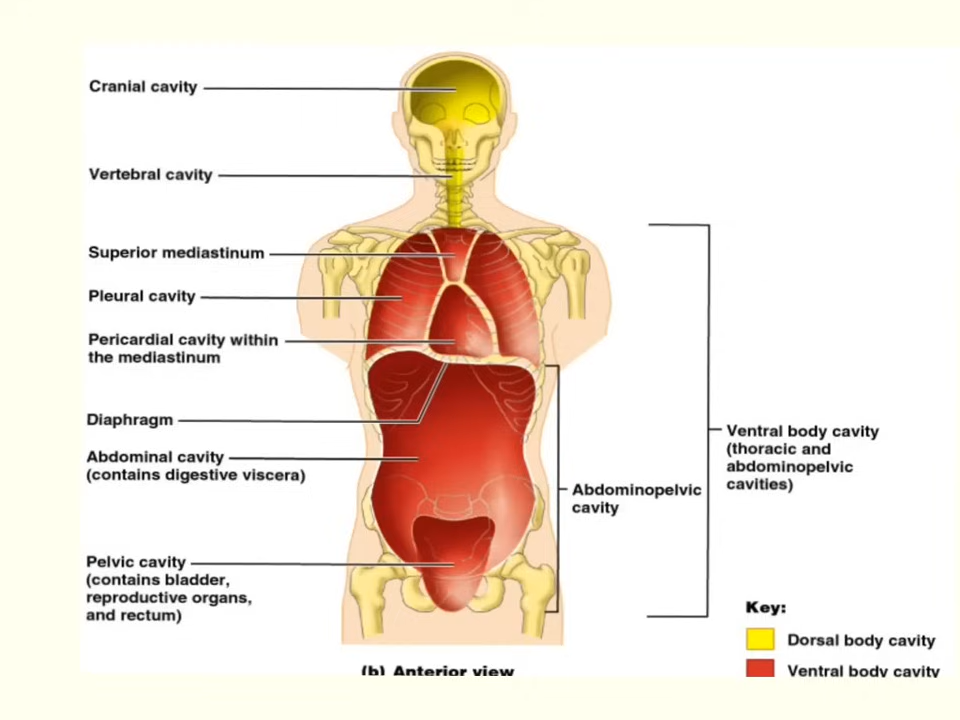 Cranial cavity
Vertebral cavity
Superior mediastinum
Pleural cavity
Pericardial cavity within
the mediastinum
Diaphragm
Abdominal cavity
(contains digestive viscera)
Pelvic cavity
(contains bladder,
reproductive organs,
and rectum)
Abdominopelvic
cavity
Ventral body cavity
(thoracic and
abdominopelvic
cavities)
Key:
Dorsal body cavity
Ventral body cavity
(b) Anterior view